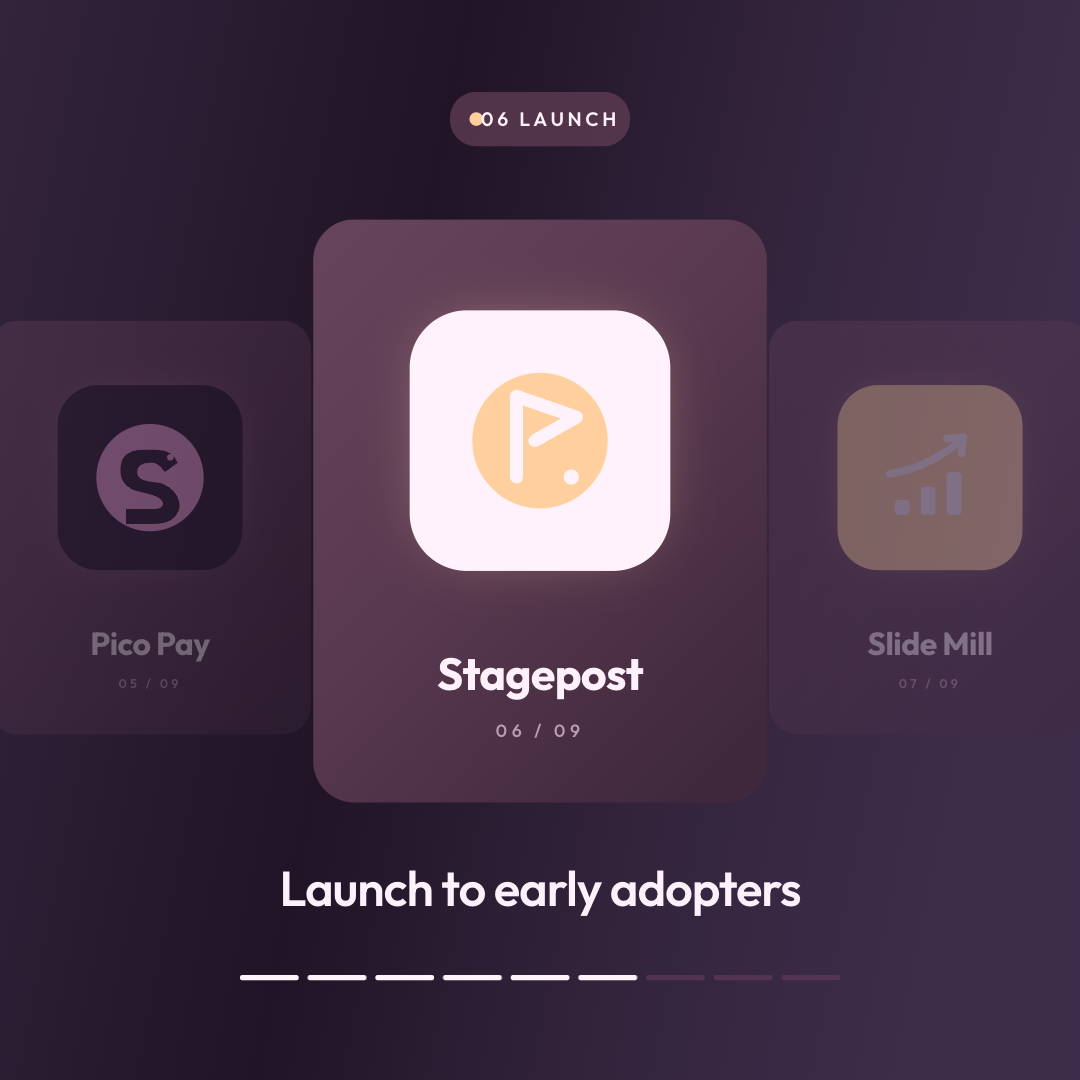 06 LAUNCH
Pico Pay
05 / 09
Stagepost
06 / 09
Slide Mill
07 / 09
Launch to early adopters